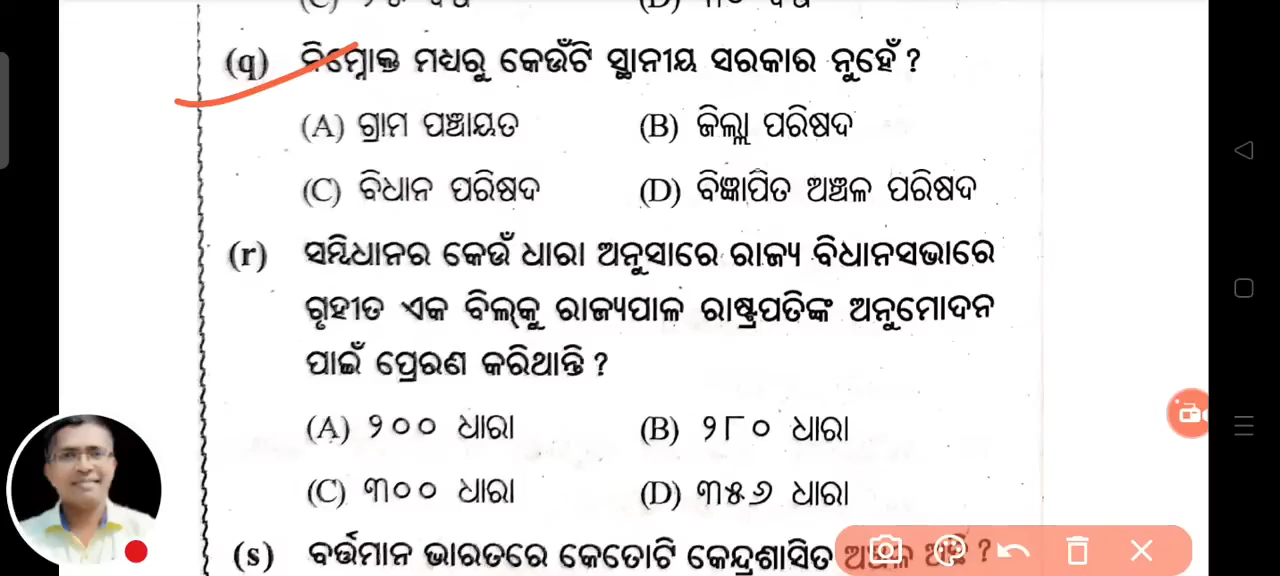 (q) ନିମ୍ନୋକ୍ତ ମଧ୍ୟରୁ କେଉଁଟି ସ୍ଥାନୀୟ ସରକାର ନୁହେଁ ?
(A) ଗ୍ରାମ ପଞ୍ଚାୟତ (B) ଜିଲ୍ଲା ପରିଷଦ
(C) ବିଧାନ ପରିଷଦ (D) ବିଜ୍ଞାପିତ ଅଞ୍ଚଳ ପରିଷଦ
(r) ସମ୍ବିଧାନର କେଉଁ ଧାରା ଅନୁସାରେ ରାଜ୍ୟ ବିଧାନସଭାରେ
ଗୃହୀତ ଏକ ବିଲ୍‌କୁ ରାଜ୍ୟପାଳ ରାଷ୍ଟ୍ରପତିଙ୍କ ଅନୁମୋଦନ
ପାଇଁ ପ୍ରେରଣ କରିଥାନ୍ତି ?
(A) ୨୦୦ ଧାରା (B) ୨୮୦ ଧାରା
(C) ୩୦୦ ଧାରା (D) ୩୫୬ ଧାରା
(s) ବର୍ତ୍ତମାନ ଭାରତରେ କେତୋଟି କେନ୍ଦ୍ରଶାସିତ ?